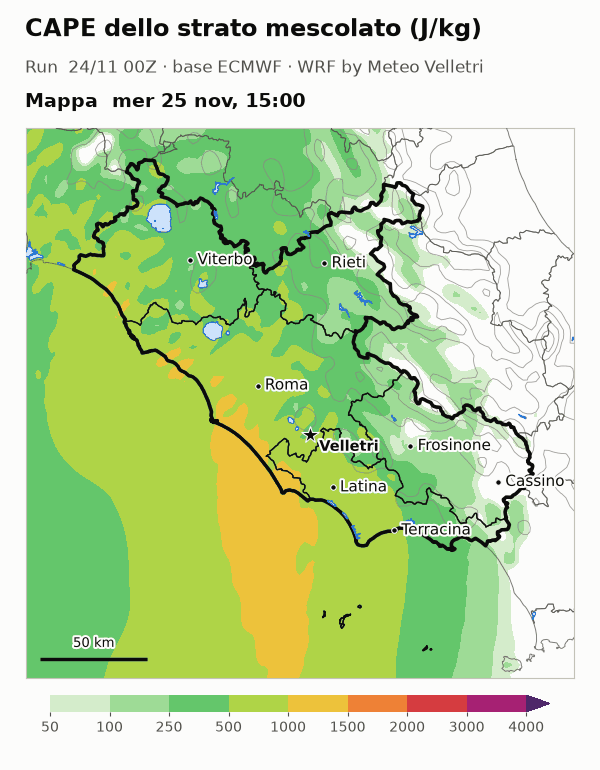 CAPE dello strato mescolato (J/kg)
Run  24/11 00Z · base ECMWF · WRF by Meteo Velletri
Mappa  mer 25 nov, 15:00
Viterbo
Rieti
Roma
Velletri
Frosinone
Cassino
Latina
Terracina
50 km
50 100 250 500 1000 1500 2000 3000 4000